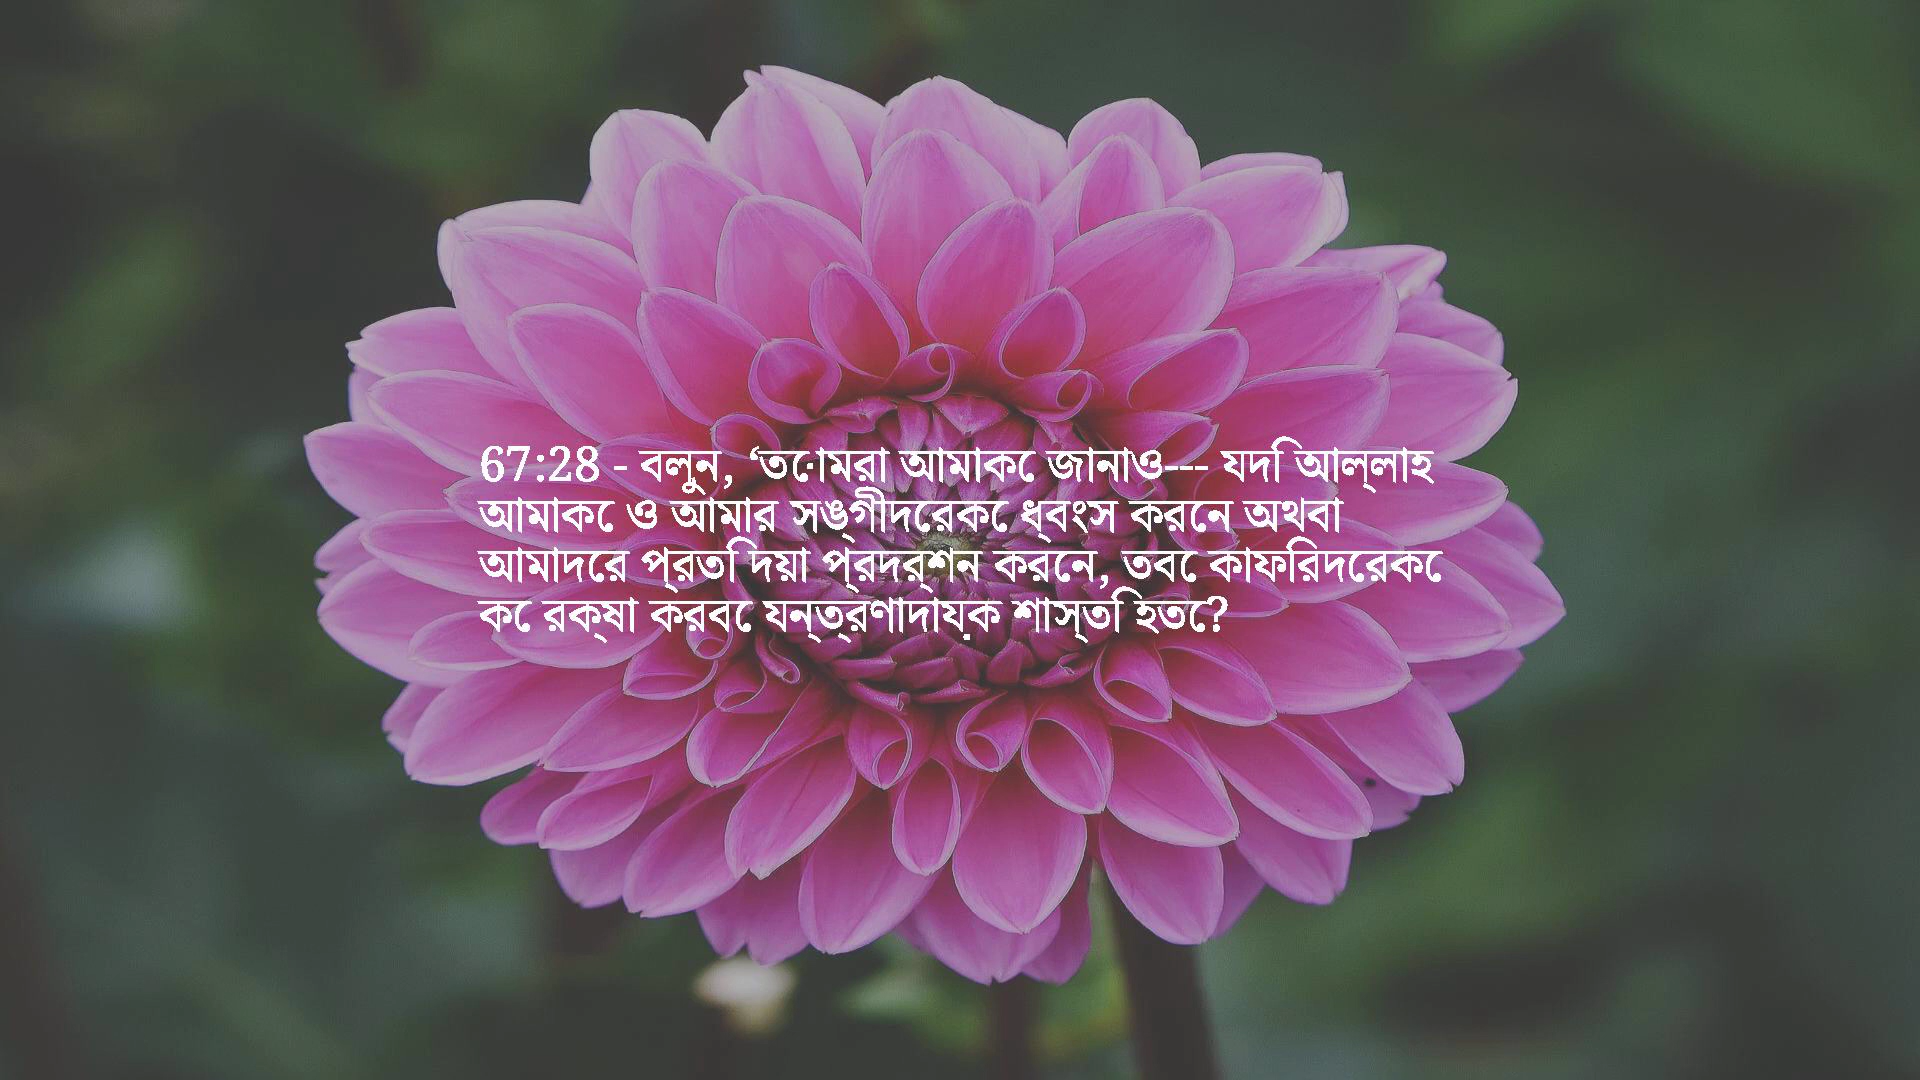 67:28 - বলুন, ‘তোমরা আমাকে জানাও--- যদি আল্লাহ
আমাকে ও আমার সঙ্গীদেরকে ধ্বংস করেন অথবা
আমাদের প্রতি দয়া প্রদর্শন করেন, তবে কাফিরদেরকে
কে রক্ষা করবে যন্ত্রণাদায়ক শাস্তি হতে?